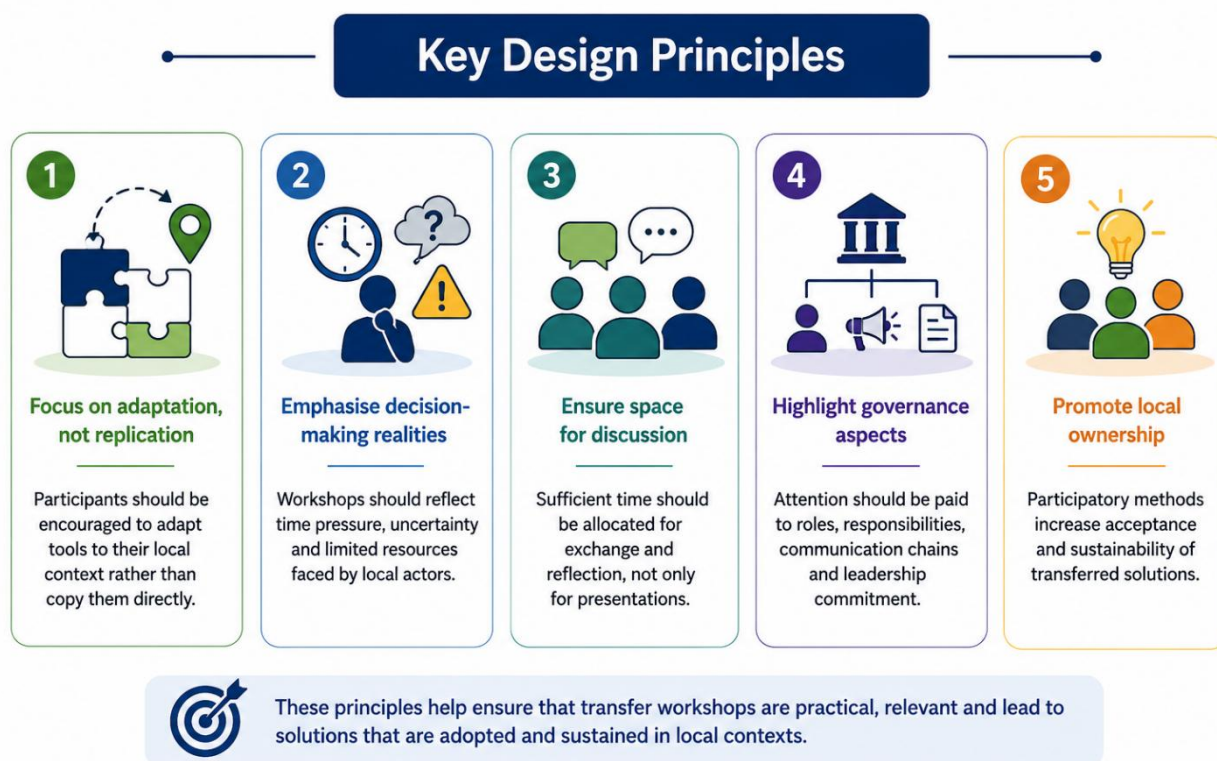 Key Design Principles
1
Focus on adaptation,
not replication
Participants should be
encouraged to adapt
tools to their local
context rather than
copy them directly.
2
?
!
Emphasise decision-
making realities
Workshops should reflect
time pressure, uncertainty
and limited resources
faced by local actors.
3
Ensure space
for discussion
Sufficient time should
be allocated for
exchange and
reflection, not only
for presentations.
4
Highlight governance
aspects
Attention should be paid
to roles, responsibilities,
communication chains
and leadership
commitment.
5
Promote local
ownership
Participatory methods
increase acceptance
and sustainability of
transferred solutions.
These principles help ensure that transfer workshops are practical, relevant and lead to
solutions that are adopted and sustained in local contexts.